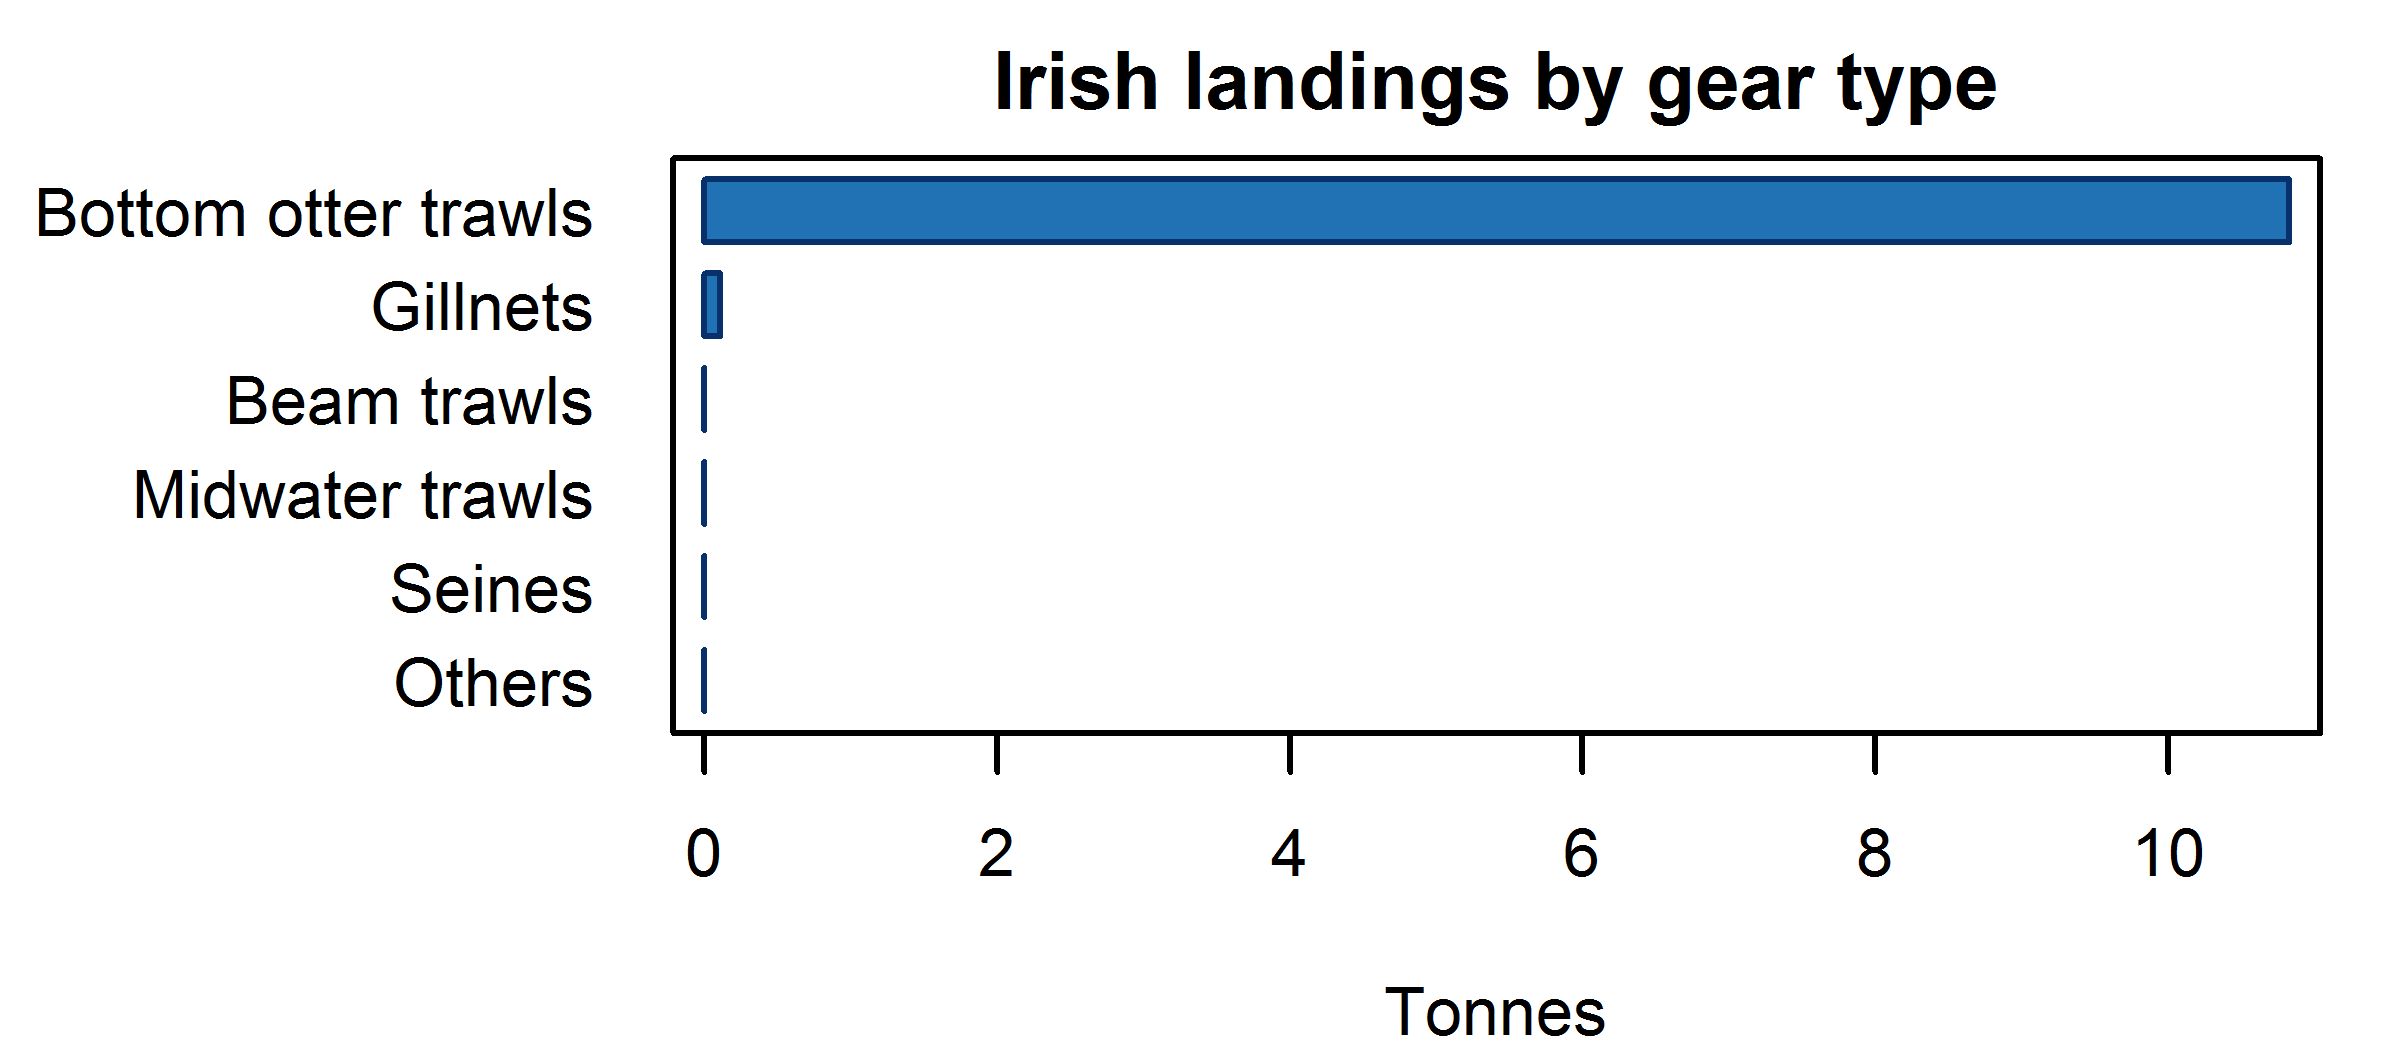 Irish landings by gear type
Bottom otter trawls
Gillnets
Beam trawls
Midwater trawls
Seines
Others
0 2 4 6 8 10
Tonnes